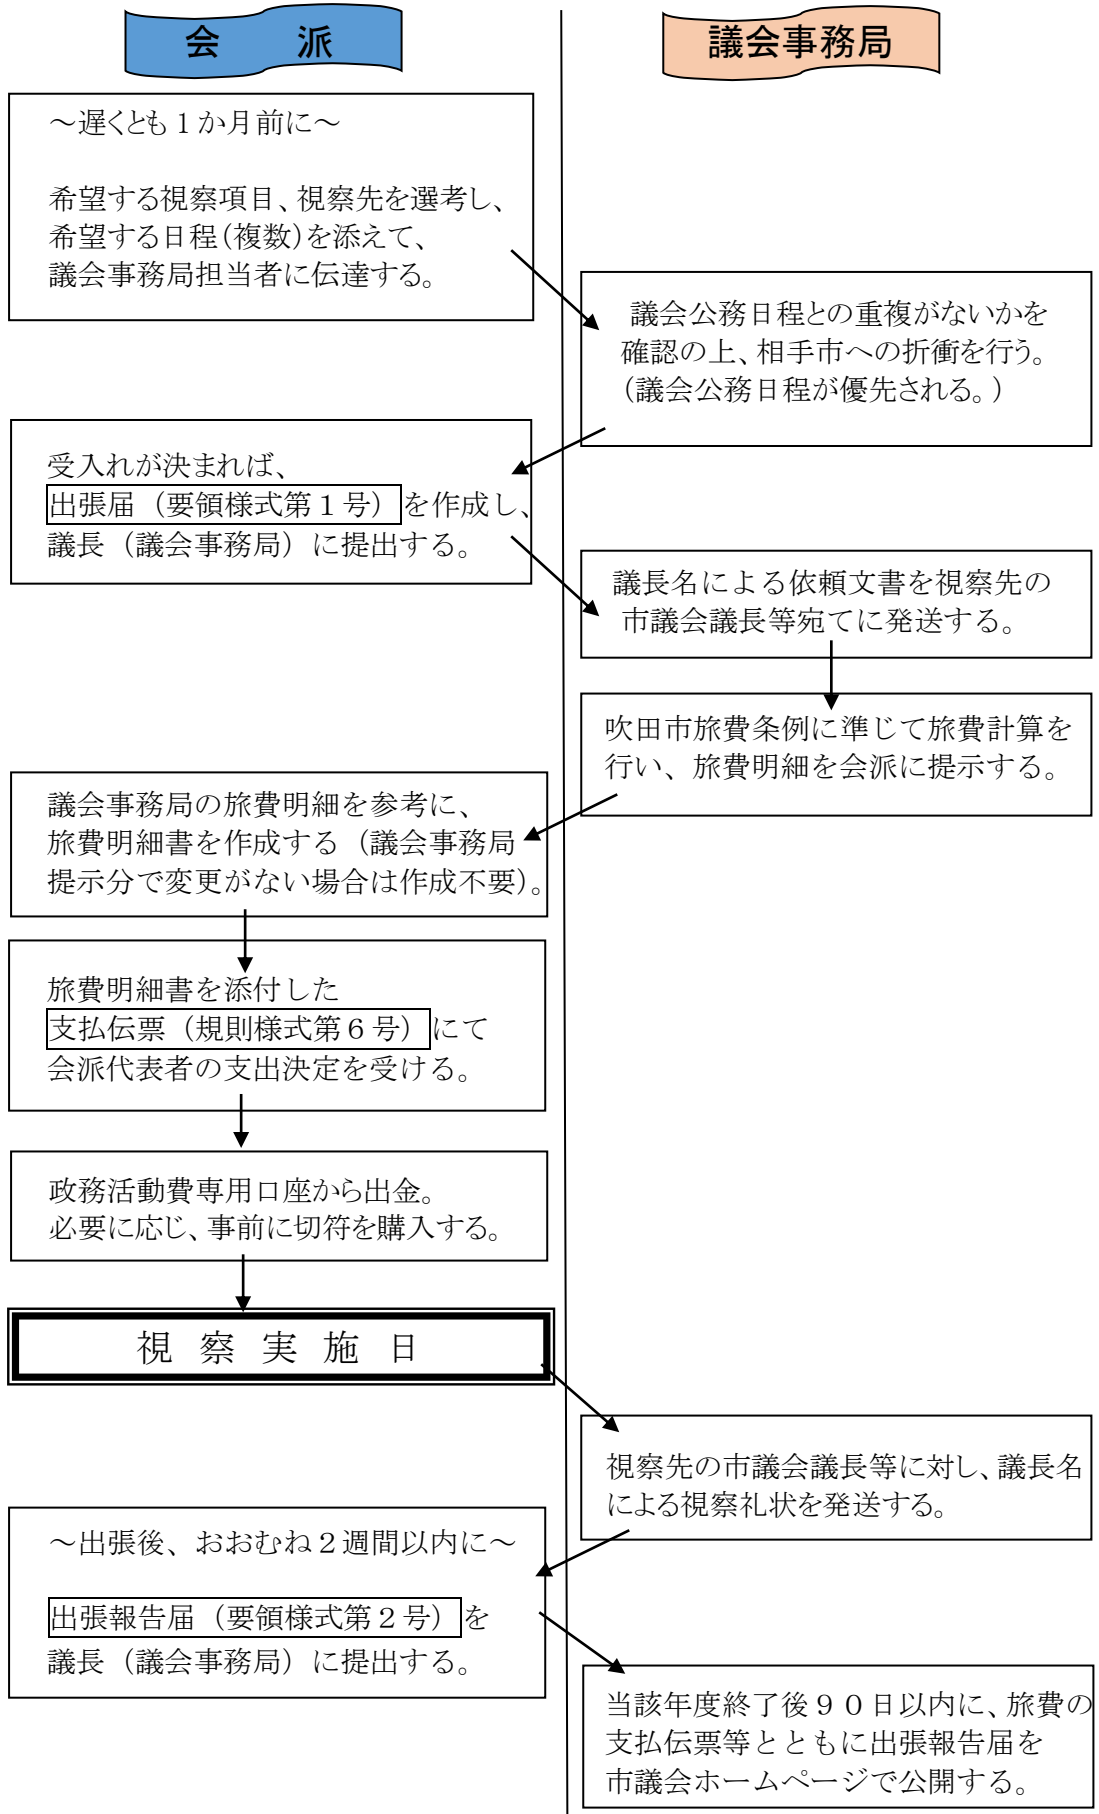 会　　派
議会事務局
～遅くとも１か月前に～
希望する視察項目、視察先を選考し、
希望する日程（複数）を添えて、
議会事務局担当者に伝達する。
議会公務日程との重複がないかを
確認の上、相手市への折衝を行う。
（議会公務日程が優先される。）
受入れが決まれば、
出張届（要領様式第１号）を作成し、
議長（議会事務局）に提出する。
議長名による依頼文書を視察先の
市議会議長等宛てに発送する。
吹田市旅費条例に準じて旅費計算を
行い、旅費明細を会派に提示する。
議会事務局の旅費明細を参考に、
旅費明細書を作成する（議会事務局
提示分で変更がない場合は作成不要）。
旅費明細書を添付した
支払伝票（規則様式第６号）にて
会派代表者の支出決定を受ける。
政務活動費専用口座から出金。
必要に応じ、事前に切符を購入する。
視　察　実　施　日
視察先の市議会議長等に対し、議長名
による視察礼状を発送する。
～出張後、おおむね２週間以内に～
出張報告届（要領様式第２号）を
議長（議会事務局）に提出する。
当該年度終了後９０日以内に、旅費の
支払伝票等とともに出張報告届を
市議会ホームページで公開する。